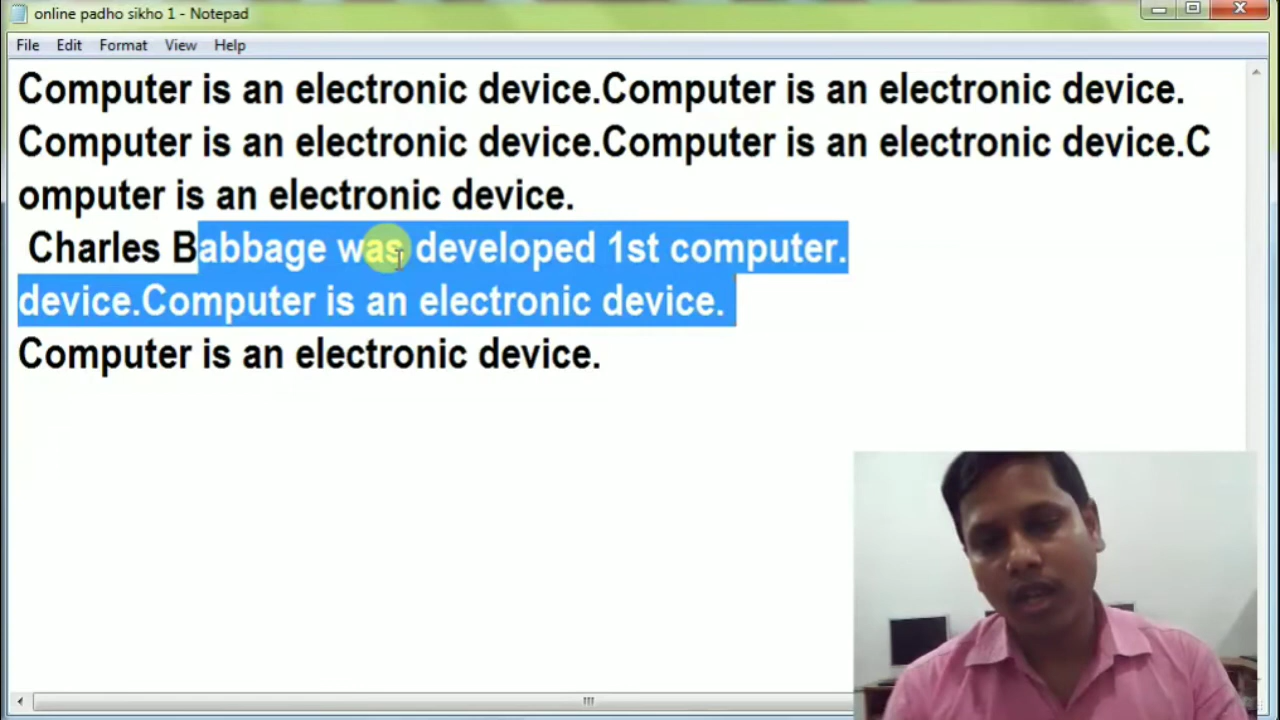 online padho sikho 1 - Notepad
File Edit Format View Help
Computer is an electronic device.Computer is an electronic device.
Computer is an electronic device.Computer is an electronic device.C
omputer is an electronic device.
Charles Babbage was developed 1st computer.
device.Computer is an electronic device.
Computer is an electronic device.